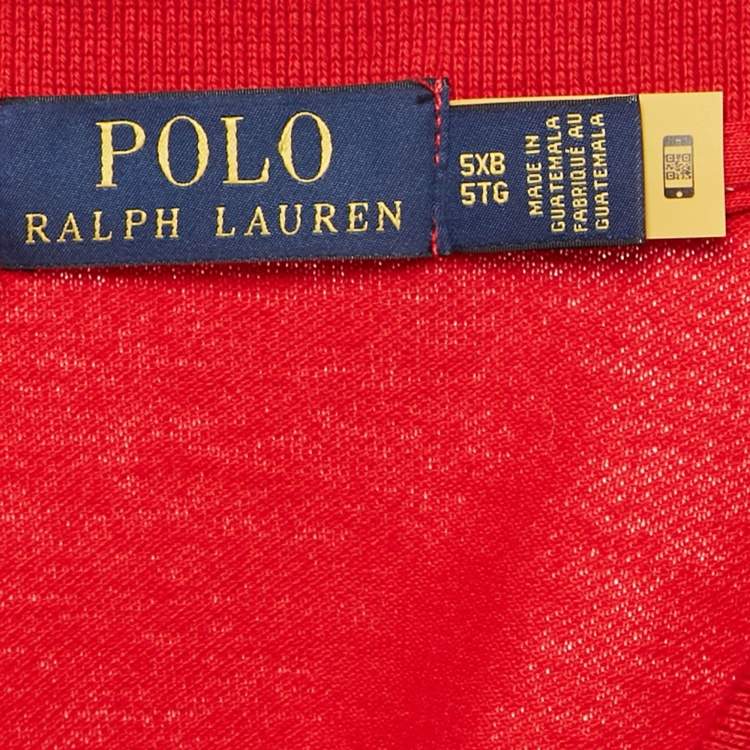 POLO
RALPH LAUREN
5XB
5TG
MADE IN
GUATEMALA
FABRIQUÉ AU
GUATEMALA